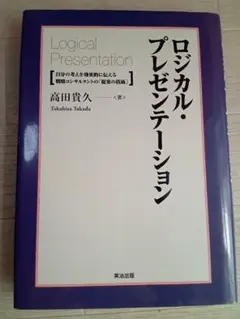 ロジカル・
プレゼンテーション
Logical
Presentation
自分の考えを効果的に伝える
戦略コンサルタントの「提案の技術」
高田貴久 <著>
Takahisa Takada
英治出版